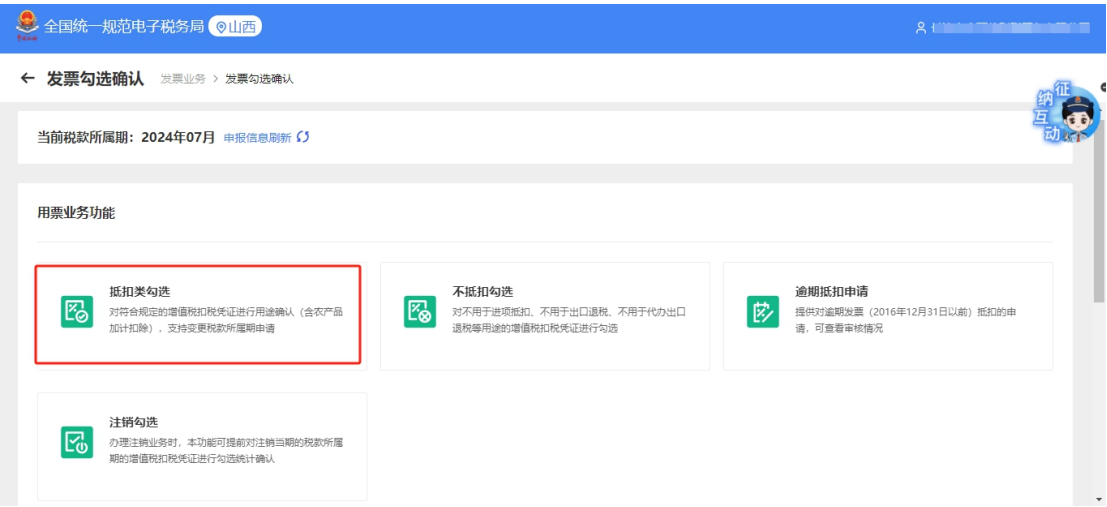 全国统一规范电子税务局 山西
发票勾选确认 发票业务 > 发票勾选确认
征
纳
互
动
当前税款所属期：2024年07月 申报信息刷新
用票业务功能
抵扣类勾选
对符合规定的增值税扣税凭证进行用途确认（含农产品
加计扣除），支持变更税款所属期申请
不抵扣勾选
对不用于进项抵扣、不用于出口退税、不用于代办出口
退税等用途的增值税扣税凭证进行勾选
逾期抵扣申请
提供对逾期发票（2016年12月31日以前）抵扣的申
请，可查看审核情况
注销勾选
办理注销业务时，本功能可提前对注销当期的税款所属
期的增值税扣税凭证进行勾选统计确认